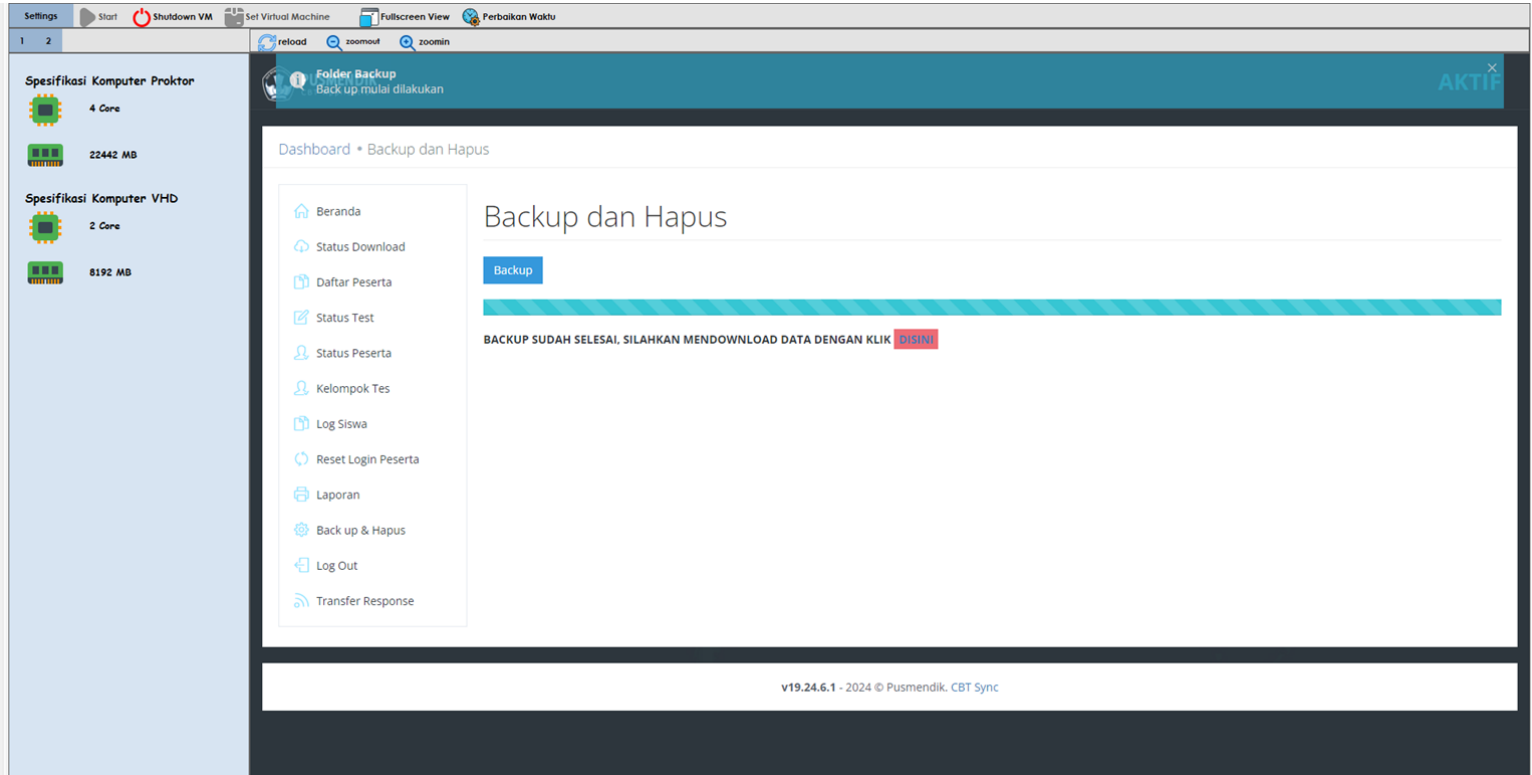 Settings Start Shutdown VM Set Virtual Machine Fullscreen View Perbaikan Waktu
1 2
reload zoomout zoomin
Spesifikasi Komputer Proktor
4 Core
22442 MB
Spesifikasi Komputer VHD
2 Core
8192 MB
PUSMENDIK
Folder Backup
Back up mulai dilakukan
×
AKTIF
Dashboard • Backup dan Hapus
Beranda
Status Download
Daftar Peserta
Status Test
Status Peserta
Kelompok Tes
Log Siswa
Reset Login Peserta
Laporan
Back up & Hapus
Log Out
Transfer Response
Backup dan Hapus
Backup
BACKUP SUDAH SELESAI, SILAHKAN MENDOWNLOAD DATA DENGAN KLIK DISINI
v19.24.6.1 - 2024 © Pusmendik. CBT Sync